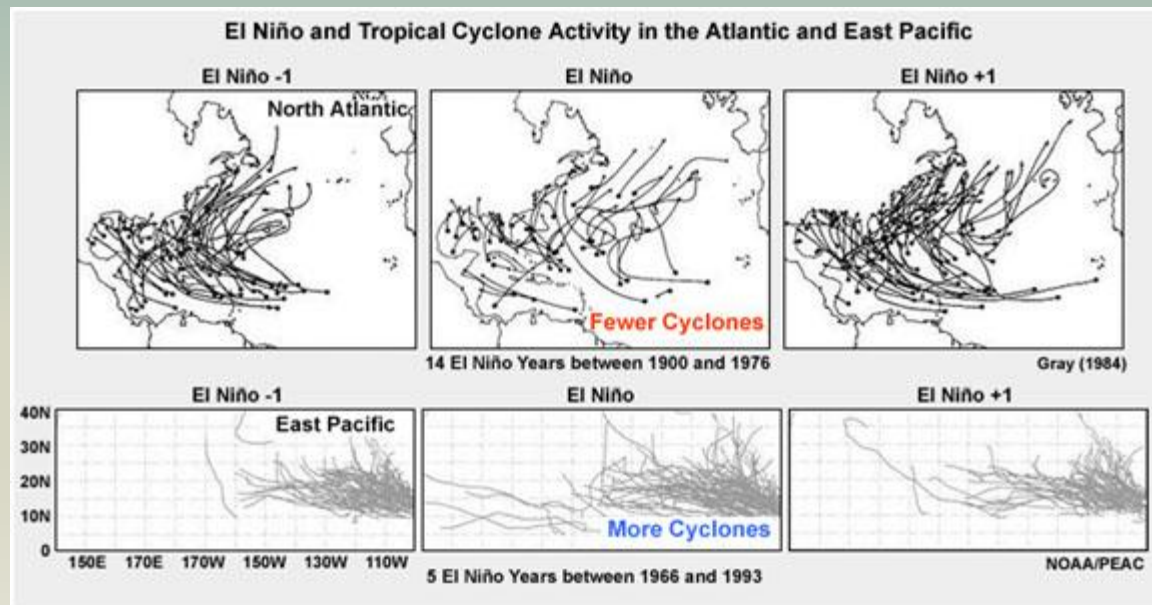 El Niño and Tropical Cyclone Activity in the Atlantic and East Pacific
El Niño -1
El Niño
El Niño +1
North Atlantic
Fewer Cyclones
14 El Niño Years between 1900 and 1976
Gray (1984)
El Niño -1
El Niño
El Niño +1
40N
30N
20N
10N
0
East Pacific
More Cyclones
150E 170E 170W 150W 130W 110W
NOAA/PEAC
5 El Niño Years between 1966 and 1993